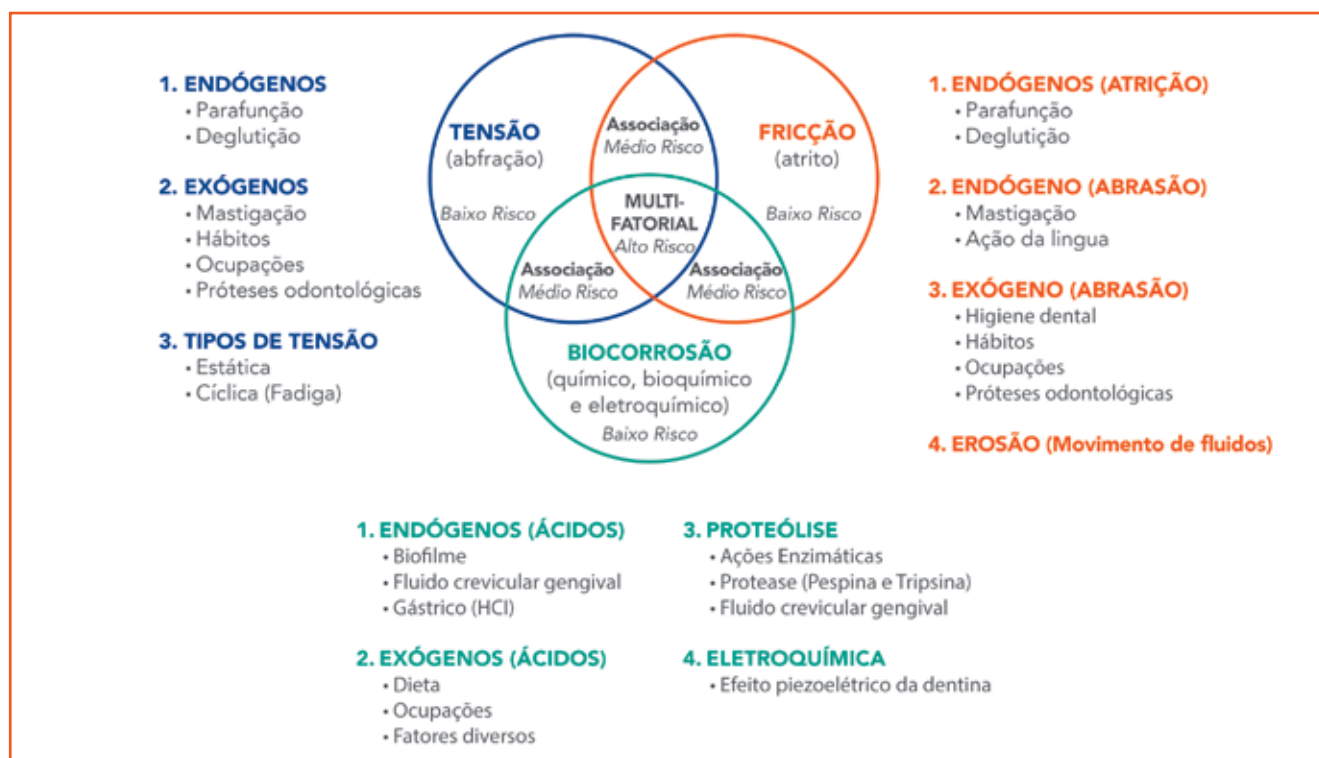 1. ENDÓGENOS
• Parafunção
• Deglutição
2. EXÓGENOS
• Mastigação
• Hábitos
• Ocupações
• Próteses odontológicas
3. TIPOS DE TENSÃO
• Estática
• Cíclica (Fadiga)
TENSÃO
(abfração)
Baixo Risco
Associação
Médio Risco
FRICÇÃO
(atrito)
Baixo Risco
MULTI-
FATORIAL
Alto Risco
Associação
Médio Risco
Associação
Médio Risco
BIOCORROSÃO
(químico, bioquímico
e eletroquímico)
Baixo Risco
1. ENDÓGENOS (ATRIÇÃO)
• Parafunção
• Deglutição
2. ENDÓGENO (ABRASÃO)
• Mastigação
• Ação da lingua
3. EXÓGENO (ABRASÃO)
• Higiene dental
• Hábitos
• Ocupações
• Próteses odontológicas
4. EROSÃO (Movimento de fluidos)
1. ENDÓGENOS (ÁCIDOS)
• Biofilme
• Fluido crevicular gengival
• Gástrico (HCI)
2. EXÓGENOS (ÁCIDOS)
• Dieta
• Ocupações
• Fatores diversos
3. PROTEÓLISE
• Ações Enzimáticas
• Protease (Pespina e Tripsina)
• Fluido crevicular gengival
4. ELETROQUÍMICA
• Efeito piezoelétrico da dentina